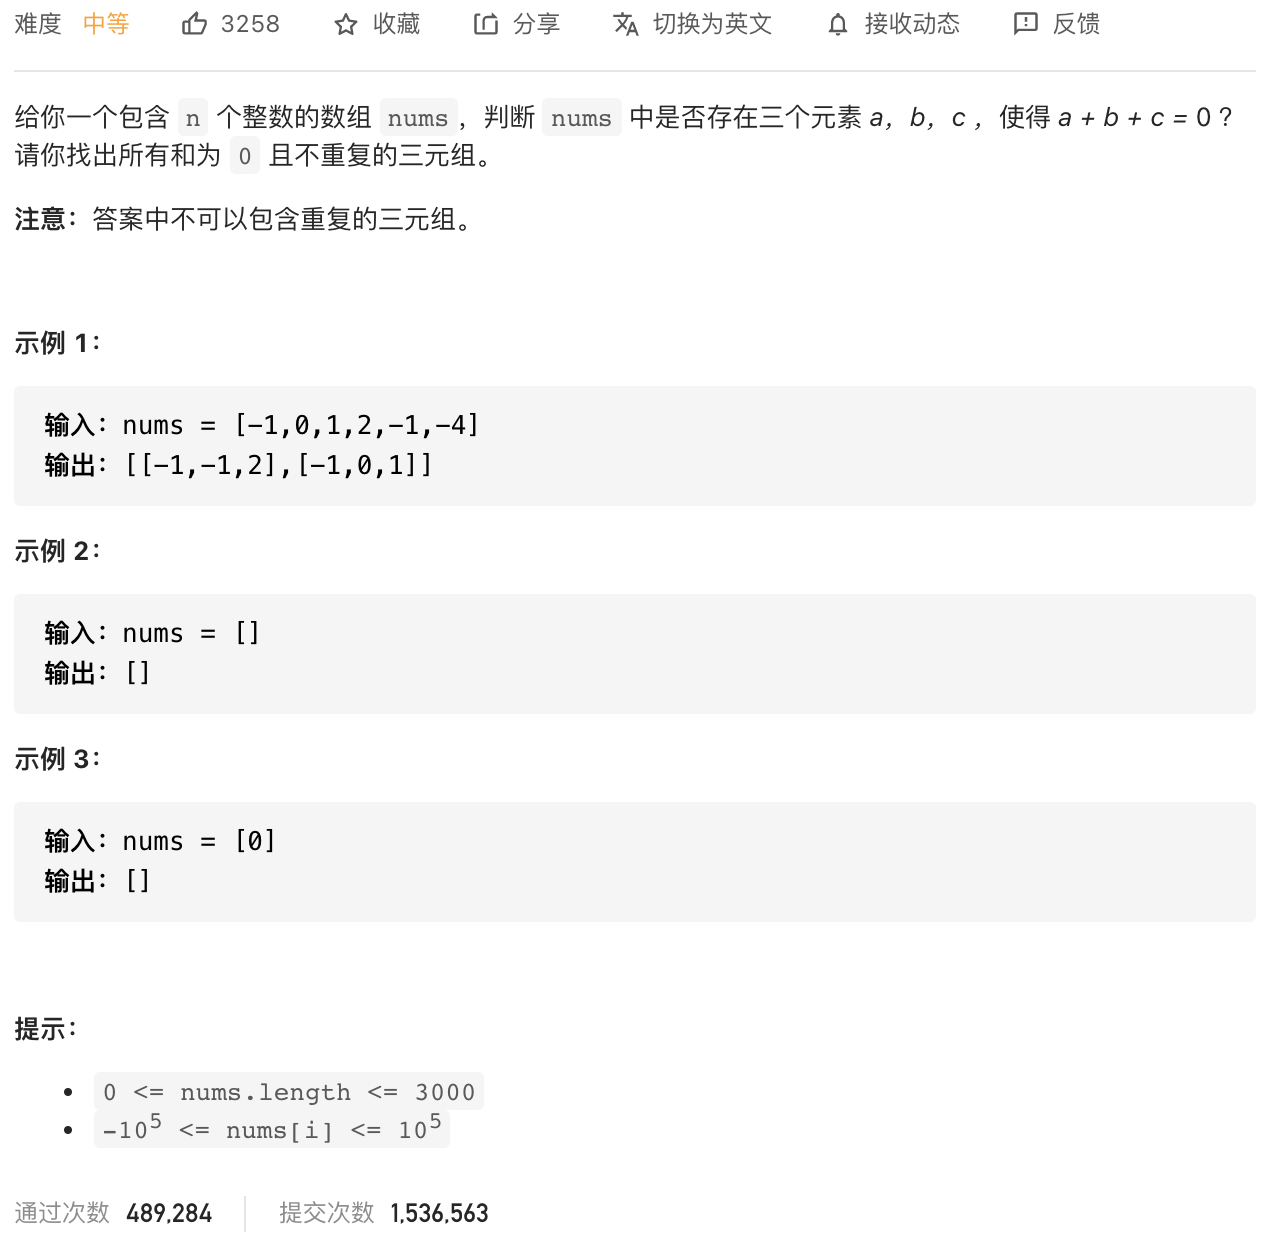 难度 中等 3258 收藏 分享 切换为英文 接收动态 反馈
给你一个包含 n 个整数的数组 nums，判断 nums 中是否存在三个元素 a，b，c ，使得 a + b + c = 0 ？
请你找出所有和为 0 且不重复的三元组。
注意：答案中不可以包含重复的三元组。
示例 1：
输入：nums = [-1,0,1,2,-1,-4]
输出：[[-1,-1,2],[-1,0,1]]
示例 2：
输入：nums = []
输出：[]
示例 3：
输入：nums = [0]
输出：[]
提示：
• 0 <= nums.length <= 3000
• -10⁵ <= nums[i] <= 10⁵
通过次数 489,284 提交次数 1,536,563